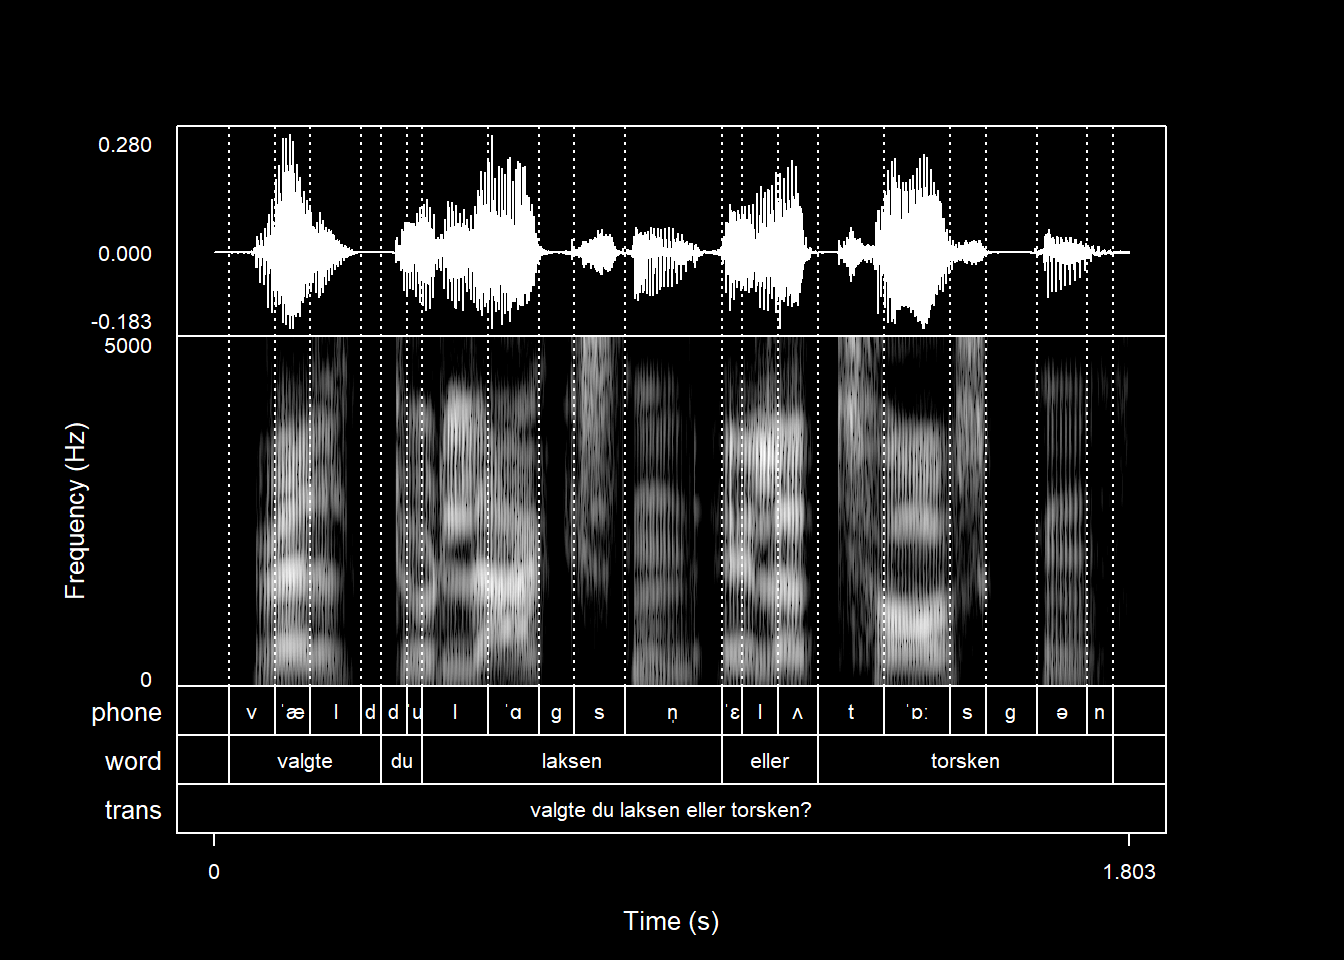 0.280
0.000
-0.183
5000
Frequency (Hz)
0
phone v ˈæ l d d ˈu l ˈɑ g s n̩ ˈɛ l ʌ t ˈɒː s g ə n
word valgte du laksen eller torsken
trans valgte du laksen eller torsken?
0 1.803
Time (s)